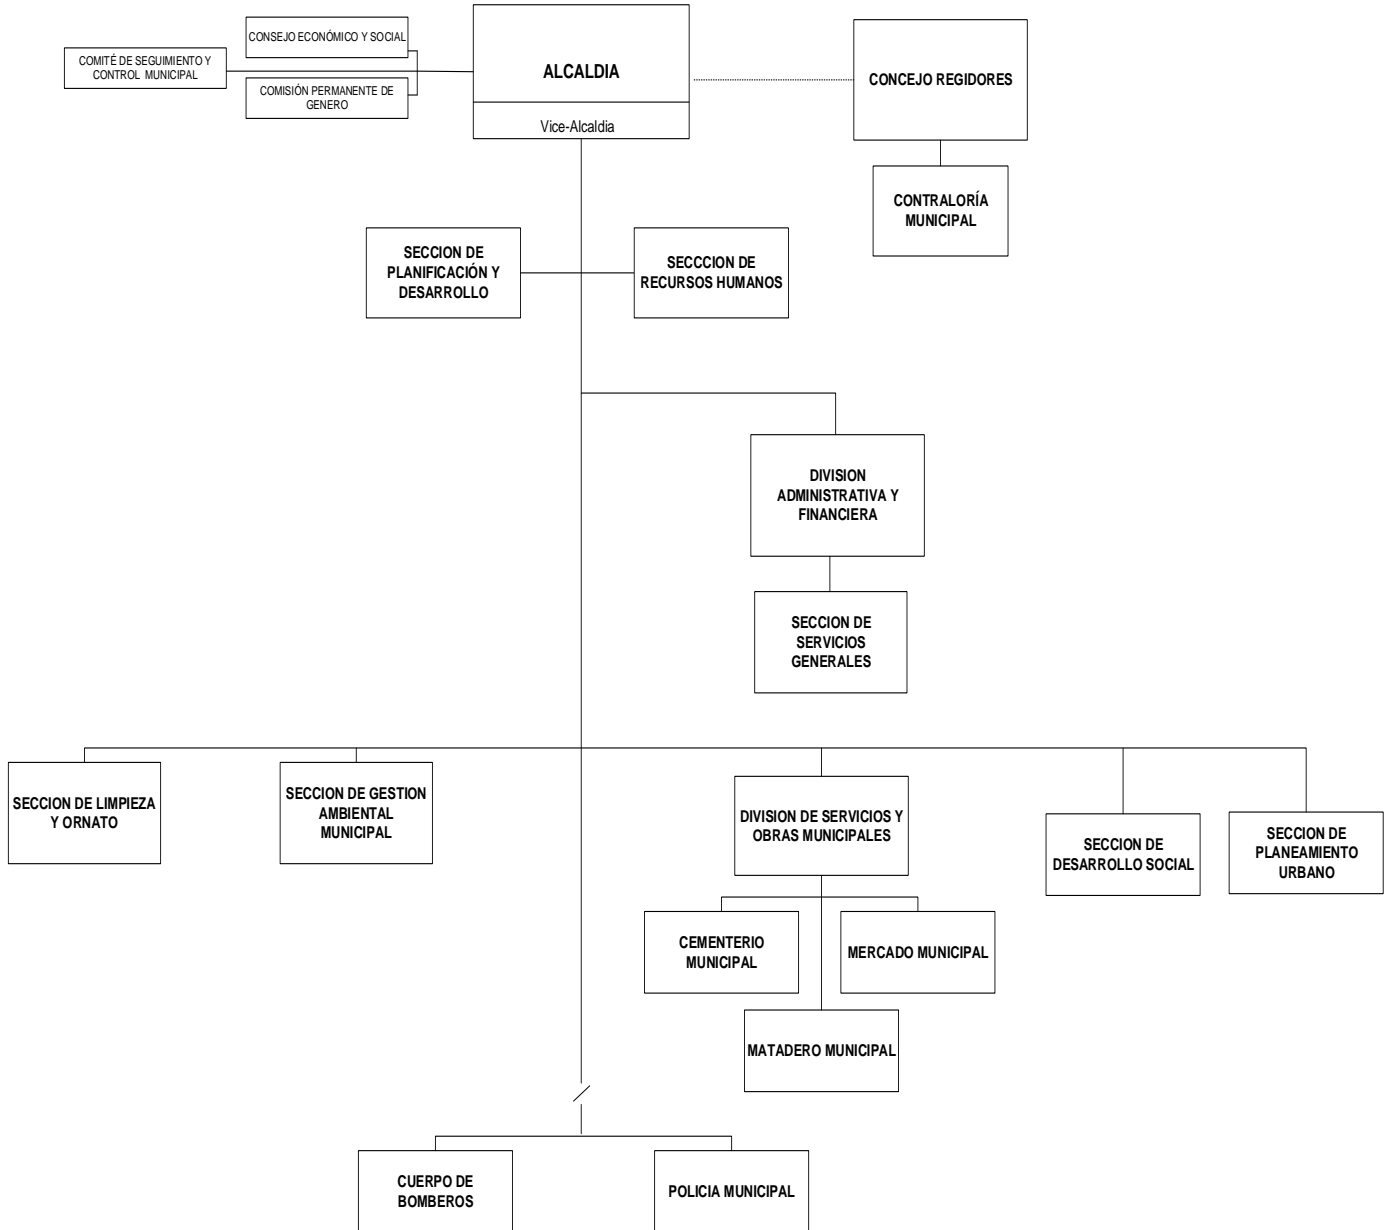 CONSEJO ECONÓMICO Y SOCIAL
COMITÉ DE SEGUIMIENTO Y
CONTROL MUNICIPAL
COMISIÓN PERMANENTE DE
GENERO
ALCALDIA
Vice-Alcaldia
CONCEJO REGIDORES
CONTRALORÍA
MUNICIPAL
SECCION DE
PLANIFICACIÓN Y
DESARROLLO
SECCCION DE
RECURSOS HUMANOS
DIVISION
ADMINISTRATIVA Y
FINANCIERA
SECCION DE
SERVICIOS
GENERALES
SECCION DE LIMPIEZA
Y ORNATO
SECCION DE GESTION
AMBIENTAL
MUNICIPAL
DIVISION DE SERVICIOS Y
OBRAS MUNICIPALES
SECCION DE
DESARROLLO SOCIAL
SECCION DE
PLANEAMIENTO
URBANO
CEMENTERIO
MUNICIPAL
MERCADO MUNICIPAL
MATADERO MUNICIPAL
CUERPO DE
BOMBEROS
POLICIA MUNICIPAL